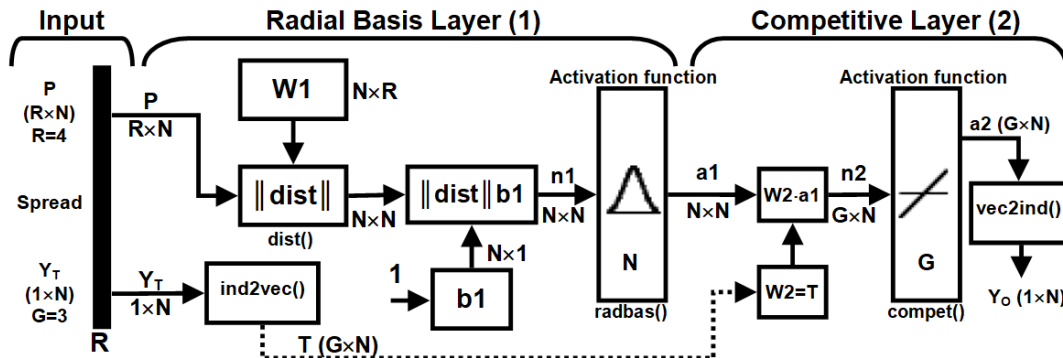 Input
Radial Basis Layer (1)
Competitive Layer (2)
P
(R×N)
R=4
Spread
Y_T
(1×N)
G=3
R
P
R×N
W1
N×R
‖dist‖
dist()
N×N
‖dist‖b1
N×1
1
b1
n1
N×N
Activation function
N
radbas()
a1
N×N
W2·a1
W2=T
n2
G×N
Activation function
G
compet()
a2 (G×N)
vec2ind()
Y_O (1×N)
Y_T
1×N
ind2vec()
T (G×N)